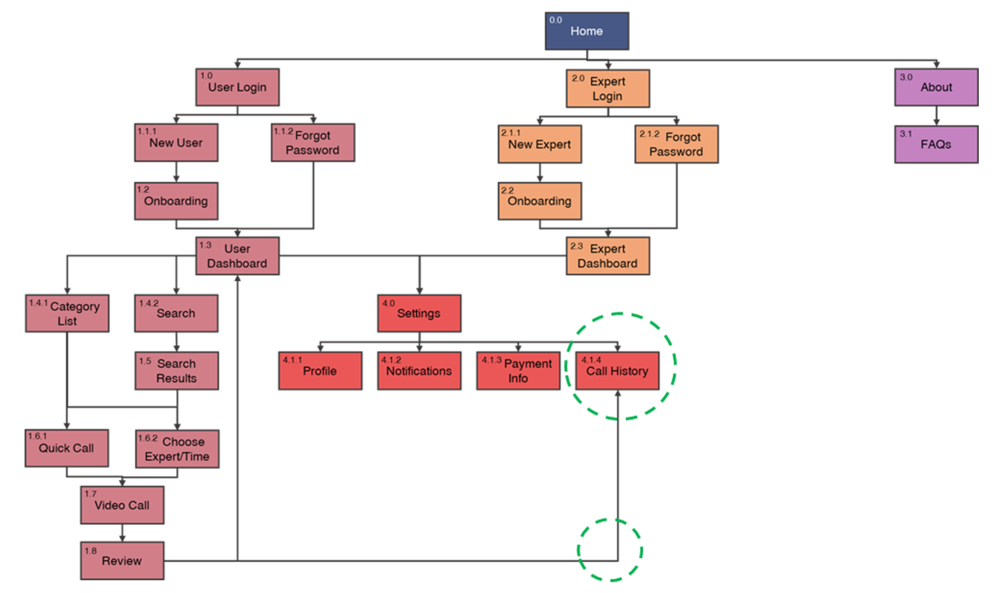 0.0
Home
1.0
User Login
2.0
Expert
Login
3.0
About
1.1.1
New User
1.1.2
Forgot
Password
2.1.1
New Expert
2.1.2
Forgot
Password
3.1
FAQs
1.2
Onboarding
2.2
Onboarding
1.3
User
Dashboard
2.3
Expert
Dashboard
1.4.1
Category
List
1.4.2
Search
4.0
Settings
1.5
Search
Results
4.1.1
Profile
4.1.2
Notifications
4.1.3
Payment
Info
4.1.4
Call History
1.6.1
Quick Call
1.6.2
Choose
Expert/Time
1.7
Video Call
1.8
Review